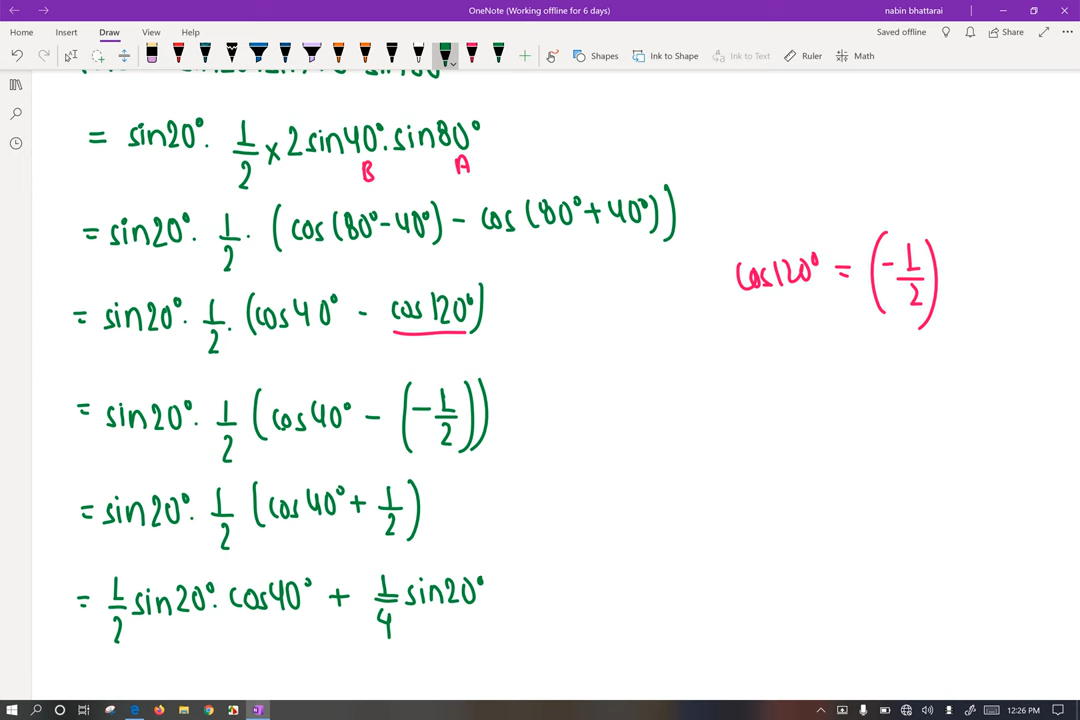 OneNote (Working offline for 6 days)
nabin bhattarai
Home Insert Draw View Help
Saved offline Share
Shapes Ink to Shape Ink to Text Ruler Math
= sin20°. 1/2 × 2sin40°.sin80°
B A
= sin20°. 1/2. (cos(80°-40°) - cos(80°+40°))
cos120° = (-1/2)
= sin20°. 1/2. (cos40° - cos120°)
= sin20°. 1/2 (cos40° - (-1/2))
= sin20°. 1/2 (cos40° + 1/2)
= 1/2 sin20°. cos40° + 1/4 sin20°
12:26 PM